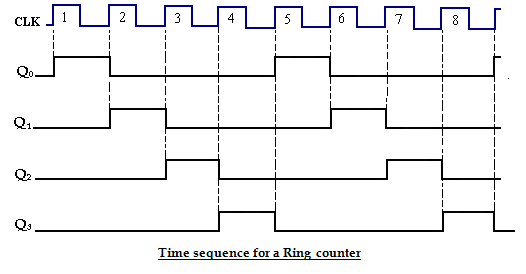 CLK 1 2 3 4 5 6 7 8
Q0
Q1
Q2
Q3
Time sequence for a Ring counter